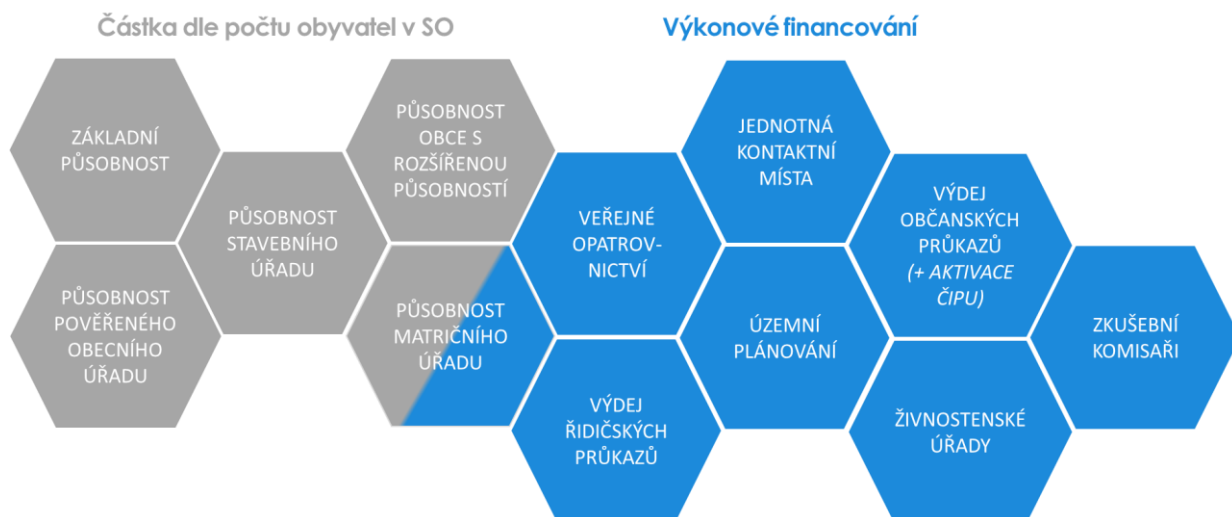 Částka dle počtu obyvatel v SO
Výkonové financování
ZÁKLADNÍ
PŮSOBNOST
PŮSOBNOST
POVĚŘENÉHO
OBECNÍHO
ÚŘADU
PŮSOBNOST
STAVEBNÍHO
ÚŘADU
PŮSOBNOST
OBCE S
ROZŠÍŘENOU
PŮSOBNOSTÍ
PŮSOBNOST
MATRIČNÍHO
ÚŘADU
VEŘEJNÉ
OPATROV-
NICTVÍ
VÝDEJ
ŘIDIČSKÝCH
PRŮKAZŮ
JEDNOTNÁ
KONTAKTNÍ
MÍSTA
ÚZEMNÍ
PLÁNOVÁNÍ
VÝDEJ
OBČANSKÝCH
PRŮKAZŮ
(+ AKTIVACE
ČIPU)
ŽIVNOSTENSKÉ
ÚŘADY
ZKUŠEBNÍ
KOMISAŘI